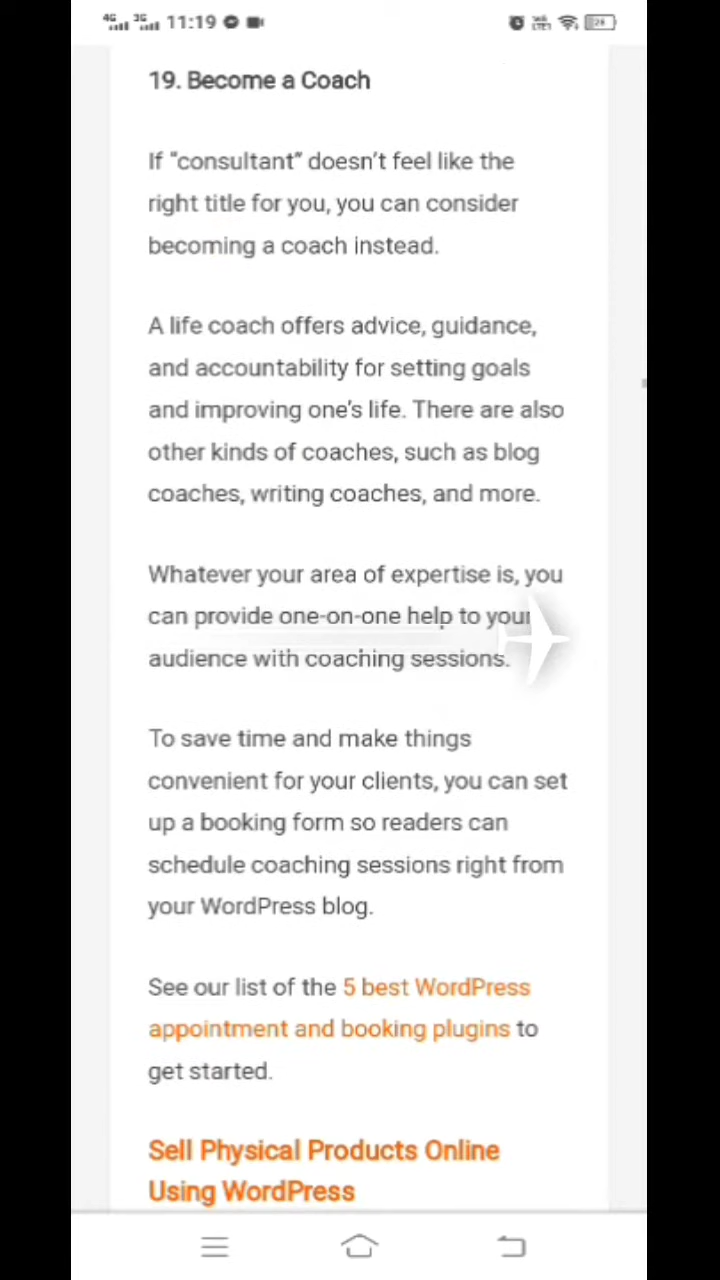 4G 3G 11:19
19. Become a Coach
If “consultant” doesn’t feel like the
right title for you, you can consider
becoming a coach instead.
A life coach offers advice, guidance,
and accountability for setting goals
and improving one’s life. There are also
other kinds of coaches, such as blog
coaches, writing coaches, and more.
Whatever your area of expertise is, you
can provide one-on-one help to your
audience with coaching sessions.
To save time and make things
convenient for your clients, you can set
up a booking form so readers can
schedule coaching sessions right from
your WordPress blog.
See our list of the 5 best WordPress
appointment and booking plugins to
get started.
Sell Physical Products Online
Using WordPress